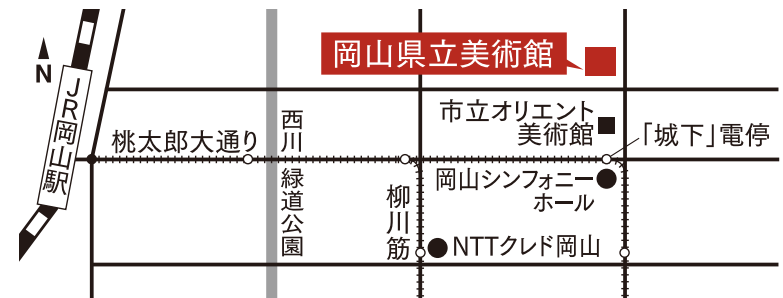 岡山県立美術館
N
JR岡山駅
桃太郎大通り
西川
緑道公園
市立オリエント
美術館
「城下」電停
岡山シンフォニー
ホール
柳川筋
NTTクレド岡山